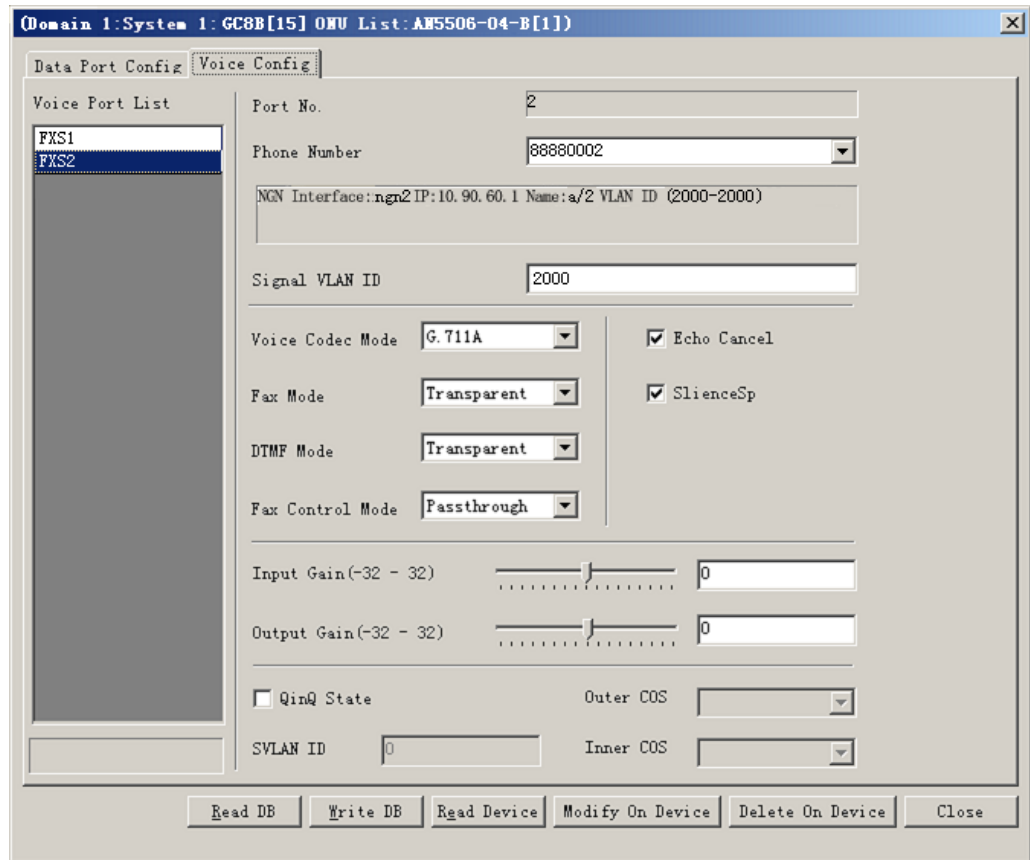 (Domain 1:System 1:GC8B[15] ONU List:AN5506-04-B[1])
Data Port Config Voice Config
Voice Port List
FXS1
FXS2
Port No. 2
Phone Number 88880002
NGN Interface:ngn2 IP:10.90.60.1 Name:a/2 VLAN ID (2000-2000)
Signal VLAN ID 2000
Voice Codec Mode G.711A Echo Cancel
Fax Mode Transparent SlienceSp
DTMF Mode Transparent
Fax Control Mode Passthrough
Input Gain(-32 - 32) 0
Output Gain(-32 - 32) 0
QinQ State Outer COS
SVLAN ID 0 Inner COS
Read DB Write DB Read Device Modify On Device Delete On Device Close